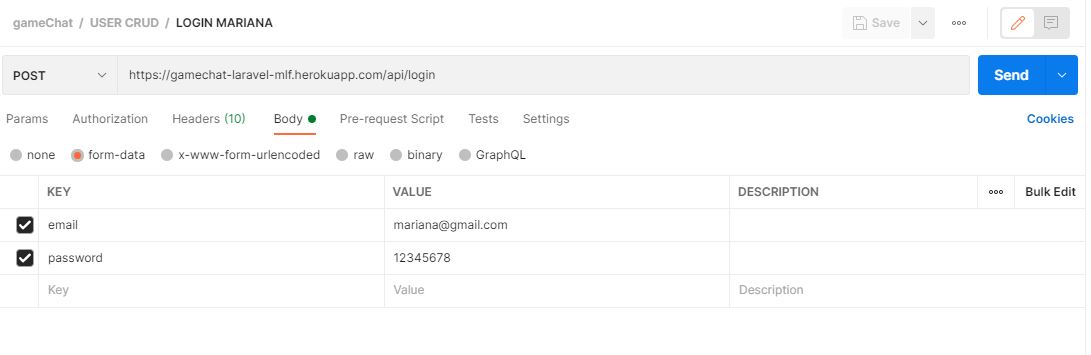 gameChat / USER CRUD / LOGIN MARIANA Save
POST https://gamechat-laravel-mlf.herokuapp.com/api/login Send
Params Authorization Headers (10) Body Pre-request Script Tests Settings Cookies
none form-data x-www-form-urlencoded raw binary GraphQL
KEY VALUE DESCRIPTION Bulk Edit
email mariana@gmail.com
password 12345678
Key Value Description